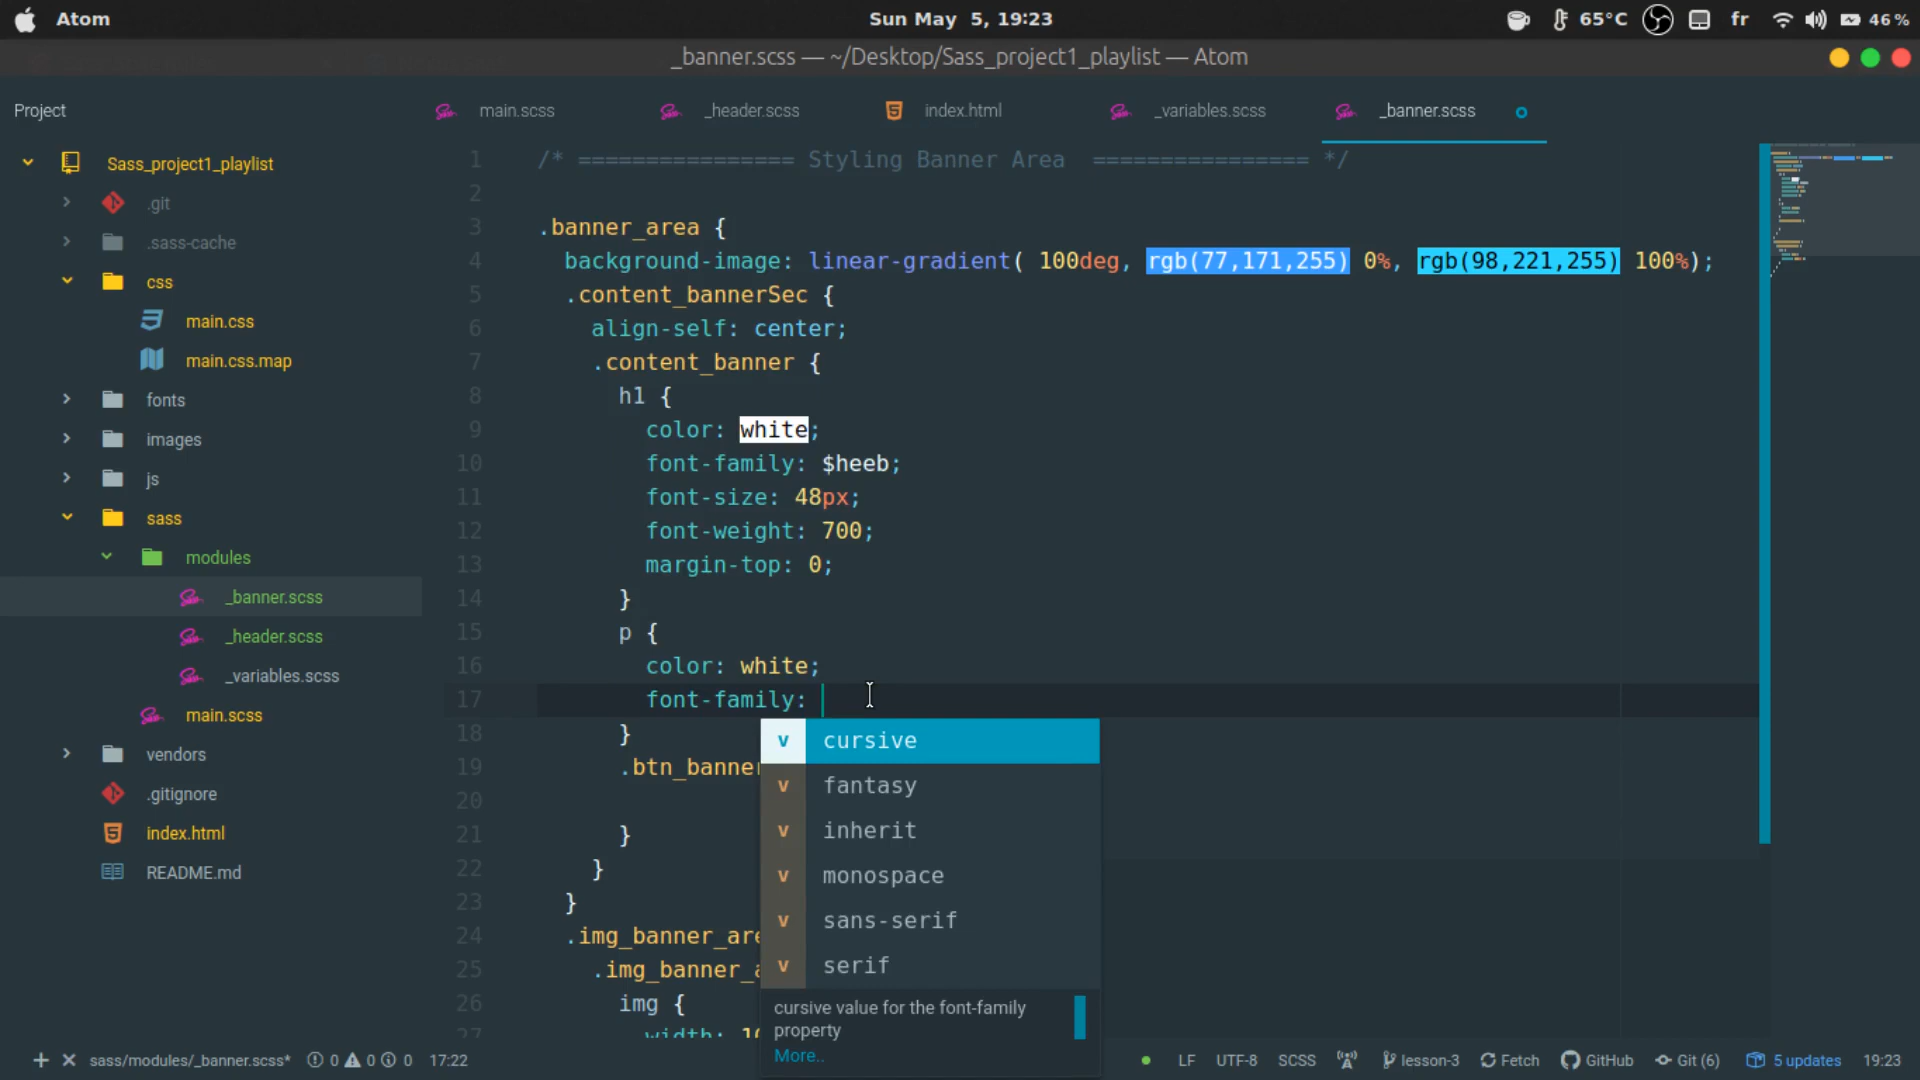 Atom
Sun May 5, 19:23
65°C
fr
46%
_banner.scss — ~/Desktop/Sass_project1_playlist — Atom
Project
main.scss
_header.scss
index.html
_variables.scss
_banner.scss
Sass_project1_playlist
.git
.sass-cache
css
main.css
main.css.map
fonts
images
js
sass
modules
_banner.scss
_header.scss
_variables.scss
main.scss
vendors
.gitignore
index.html
README.md
1 /* ================ Styling Banner Area ================ */
2
3 .banner_area {
4 background-image: linear-gradient( 100deg, rgb(77,171,255) 0%, rgb(98,221,255) 100%);
5 .content_bannerSec {
6 align-self: center;
7 .content_banner {
8 h1 {
9 color: white;
10 font-family: $heeb;
11 font-size: 48px;
12 font-weight: 700;
13 margin-top: 0;
14 }
15 p {
16 color: white;
17 font-family:
18 }
19 .btn_banner
20
21 }
22 }
23 }
24 .img_banner_are
25 .img_banner_a
26 img {
27 width: 10
v cursive
v fantasy
v inherit
v monospace
v sans-serif
v serif
cursive value for the font-family
property
More..
sass/modules/_banner.scss* 0 0 0 17:22
LF UTF-8 SCSS lesson-3 Fetch GitHub Git (6) 5 updates 19:23